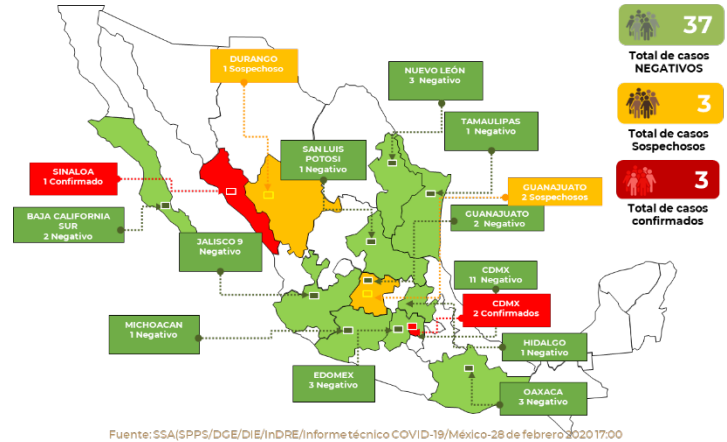 37
Total de casos
NEGATIVOS
3
Total de casos
Sospechosos
3
Total de casos
confirmados
DURANGO
1 Sospechoso
NUEVO LEÓN
3 Negativo
TAMAULIPAS
1 Negativo
SAN LUIS
POTOSI
1 Negativo
SINALOA
1 Confirmado
GUANAJUATO
2 Sospechosos
BAJA CALIFORNIA
SUR
2 Negativo
GUANAJUATO
2 Negativo
JALISCO 9
Negativo
CDMX
11 Negativo
CDMX
2 Confirmados
MICHOACAN
1 Negativo
HIDALGO
1 Negativo
EDOMEX
3 Negativo
OAXACA
3 Negativo
Fuente: SSA(SPPS/DGE/DIE/InDRE/Informe técnico COVID-19/México-28 de febrero 2020 17:00